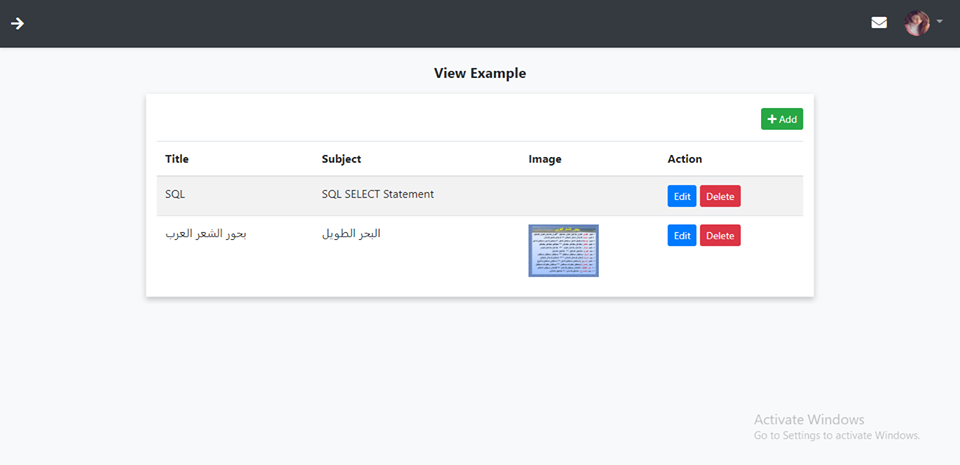 View Example
Add
Title Subject Image Action
SQL SQL SELECT Statement Edit Delete
بحور الشعر العرب البحر الطويل Edit Delete
Activate Windows
Go to Settings to activate Windows.